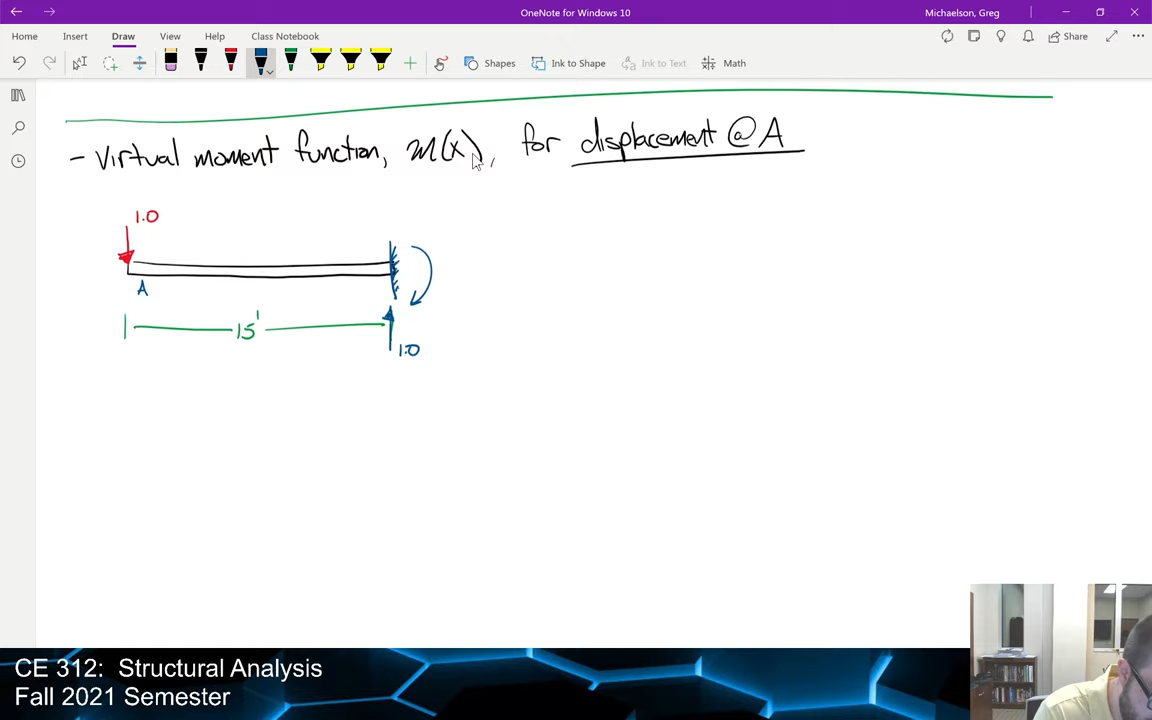 OneNote for Windows 10
Michaelson, Greg
Home Insert Draw View Help Class Notebook
Share
Shapes Ink to Shape Ink to Text Math
- Virtual moment function, m(x), for displacement @ A
1.0
A
15'
1.0
CE 312: Structural Analysis
Fall 2021 Semester